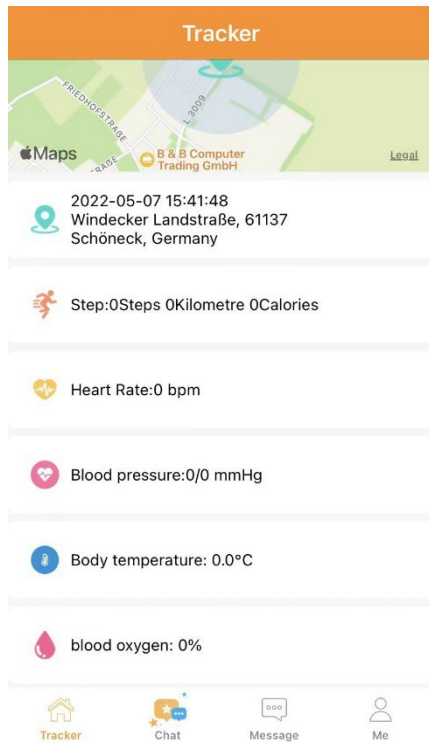 Tracker
FRIEDHOFSTRAßE
L 3009
Maps
B & B Computer
Trading GmbH
Legal
2022-05-07 15:41:48
Windecker Landstraße, 61137
Schöneck, Germany
Step:0Steps 0Kilometre 0Calories
Heart Rate:0 bpm
Blood pressure:0/0 mmHg
Body temperature: 0.0°C
blood oxygen: 0%
Tracker
Chat
Message
Me